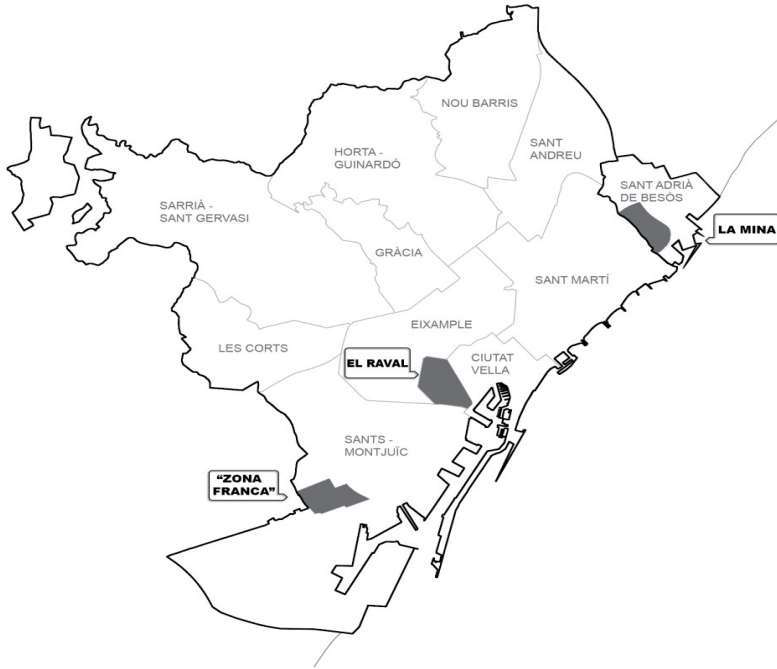 NOU BARRIS
HORTA -
GUINARDÓ
SANT
ANDREU
SANT ADRIÀ
DE BESÒS
SARRIÀ -
SANT GERVASI
LA MINA
GRÀCIA
SANT MARTÍ
EIXAMPLE
LES CORTS
EL RAVAL
CIUTAT
VELLA
SANTS -
MONTJUÏC
"ZONA
FRANCA"